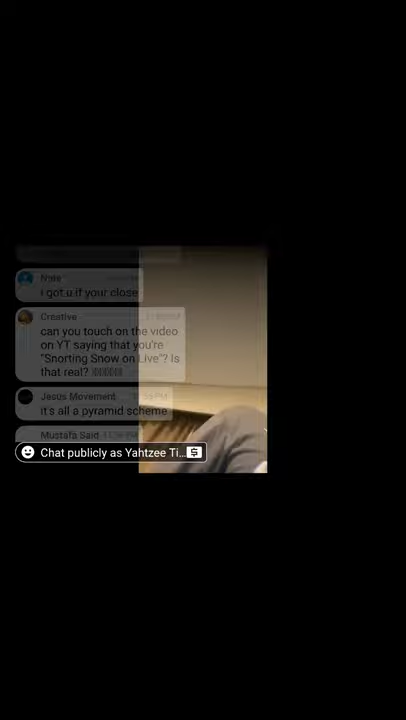 Nate
i got u if your close
Creative
can you touch on the video
on YT saying that you're
"Snorting Snow on Live"? Is
that real?
Jesus Movement
it's all a pyramid scheme
Mustafa Said
Chat publicly as Yahtzee Ti...